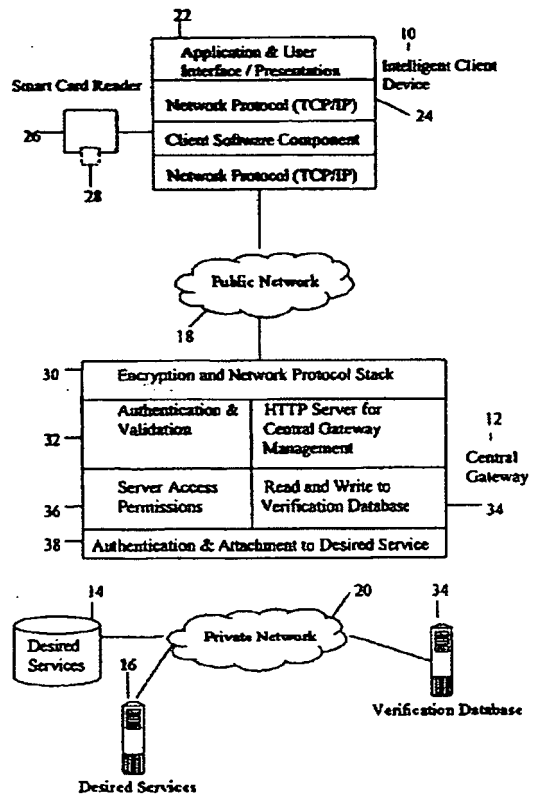 22
10
Application & User
Interface / Presentation
Intelligent Client
Device
Smart Card Reader
Network Protocol (TCP/IP)
24
26
Client Software Component
28
Network Protocol (TCP/IP)
Public Network
18
30
Encryption and Network Protocol Stack
Authentication &
Validation
HTTP Server for
Central Gateway
Management
12
32
Central
Gateway
Server Access
Permissions
Read and Write to
Verification Database
36
34
38
Authentication & Attachment to Desired Service
14
20
34
Desired
Services
Private Network
16
Verification Database
Desired Services